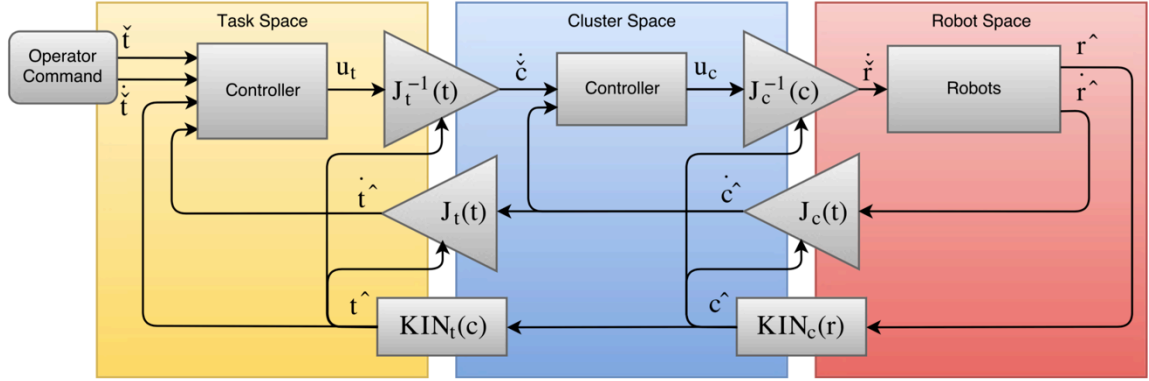 Task Space
Cluster Space
Robot Space
Operator
Command
ť
ṫ̌
Controller
uₜ
Jₜ⁻¹(t)
ċ̌
Controller
u꜀
J꜀⁻¹(c)
ṙ̌
Robots
r^
ṙ^
ṫ^
Jₜ(t)
ċ^
J꜀(t)
t^
KINₜ(c)
c^
KIN꜀(r)